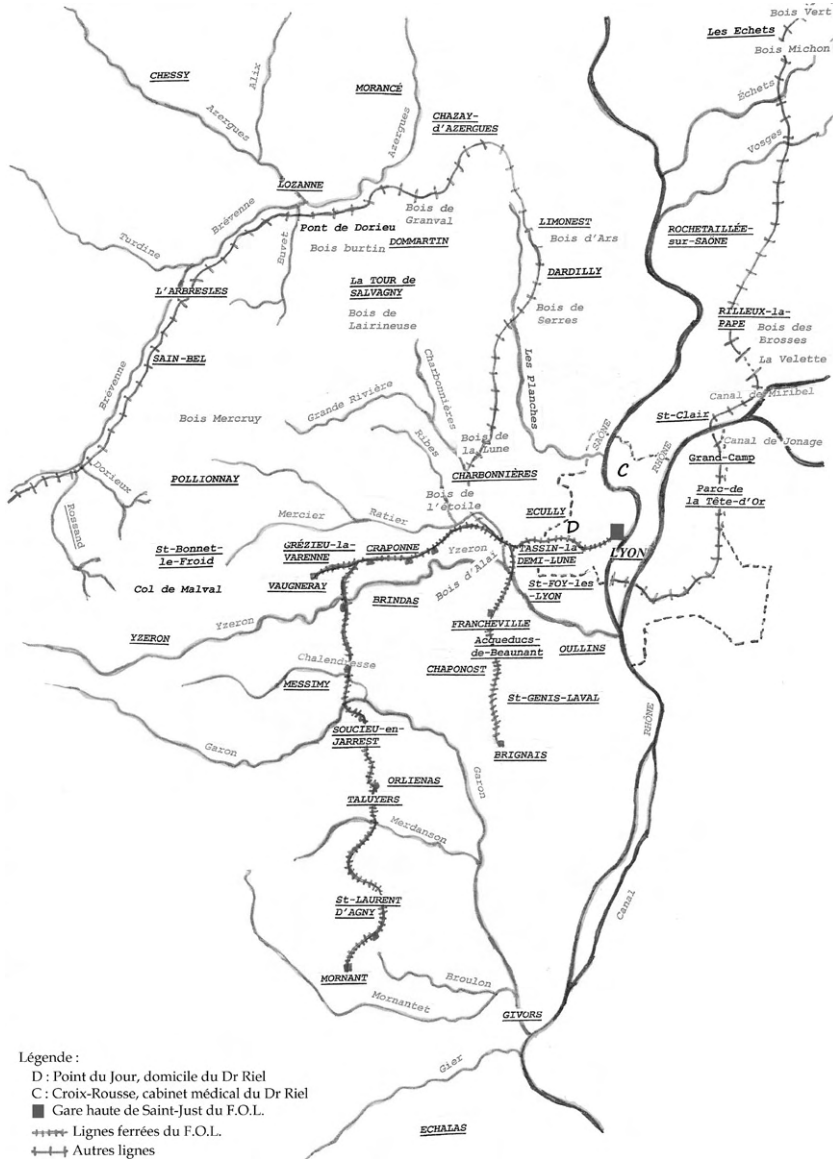 Bois Vert
Les Echets
Bois Michon
CHESSY
Alix
MORANCÉ
Échets
Azergues
Azergues
CHAZAY-
d'AZERGUES
Vosges
LOZANNE
Brévenne
Bois de
Granval
Pont de Dorieu
LIMONEST
Bois d'Ars
ROCHETAILLÉE-
sur-SAÔNE
Turdine
Buvet
Bois burtin
DOMMARTIN
DARDILLY
L'ARBRESLES
La TOUR de
SALVAGNY
Bois de
Lairineuse
Bois de
Serres
RILLEUX-la-
PAPE
Bois des
Brosses
La Velette
SAIN-BEL
Brévenne
Charbonnières
Les Planches
Grande Rivière
Canal de Miribel
St-Clair
Bois Mercruy
Ribes
Bois de
la Lune
SAÔNE
RHÔNE
Canal de Jonage
C
Grand-Camp
Dorieux
POLLIONNAY
CHARBONNIÈRES
Bois de
l'étoile
Parc-de
la Tête-d'Or
Rossand
Mercier
Ratier
ECULLY
D
St-Bonnet-
le-Froid
GRÉZIEU-la-
VARENNE
CRAPONNE
Yzeron
TASSIN-la
DEMI-LUNE
LYON
Col de Malval
VAUGNERAY
Bois d'Alaï
St-FOY-les
-LYON
BRINDAS
Yzeron
YZERON
FRANCHEVILLE
Acqueducs-
de-Beaunant
OULLINS
Chalendresse
CHAPONOST
MESSIMY
St-GENIS-LAVAL
Garon
SOUCIEU-en-
JARREST
BRIGNAIS
RHÔNE
Garon
ORLIENAS
TALUYERS
Merdanson
St-LAURENT
D'AGNY
Canal
MORNANT
Broulon
Mornantet
GIVORS
Gier
ECHALAS
Légende :
D : Point du Jour, domicile du Dr Riel
C : Croix-Rousse, cabinet médical du Dr Riel
Gare haute de Saint-Just du F.O.L.
Lignes ferrées du F.O.L.
Autres lignes